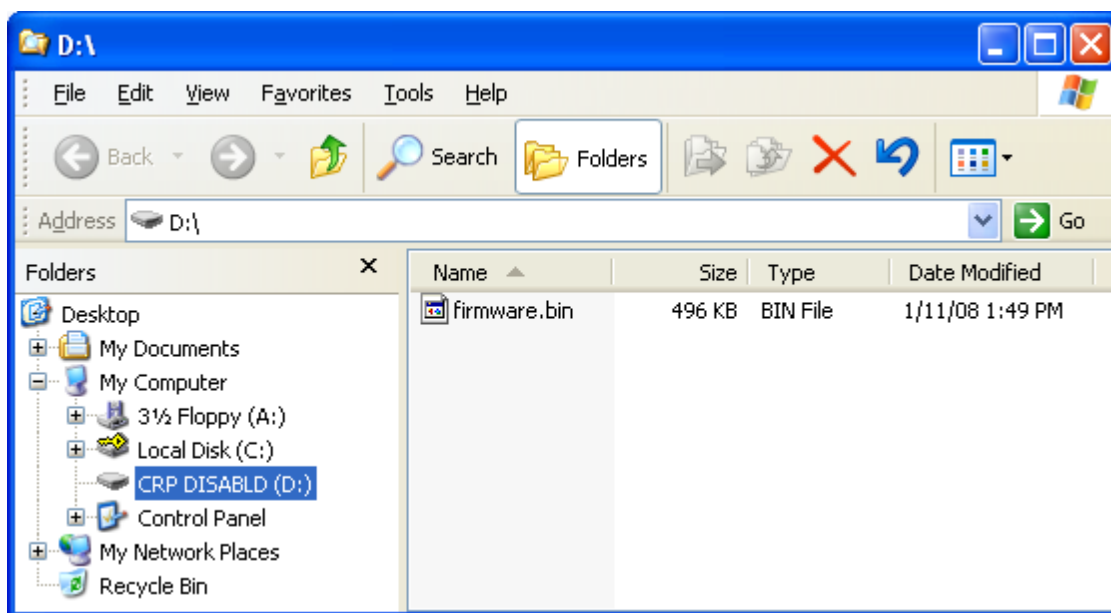 D:\
File Edit View Favorites Tools Help
Back Search Folders
Address D:\ Go
Folders x Name Size Type Date Modified
Desktop firmware.bin 496 KB BIN File 1/11/08 1:49 PM
My Documents
My Computer
3½ Floppy (A:)
Local Disk (C:)
CRP DISABLD (D:)
Control Panel
My Network Places
Recycle Bin